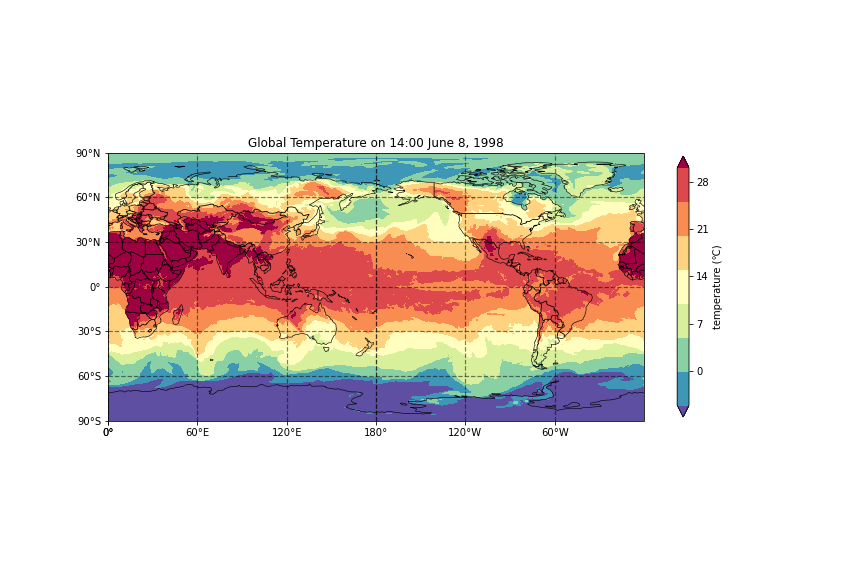 Global Temperature on 14:00 June 8, 1998
90°N
60°N
30°N
0°
30°S
60°S
90°S
0°
60°E
120°E
180°
120°W
60°W
28
21
14
7
0
temperature (℃)